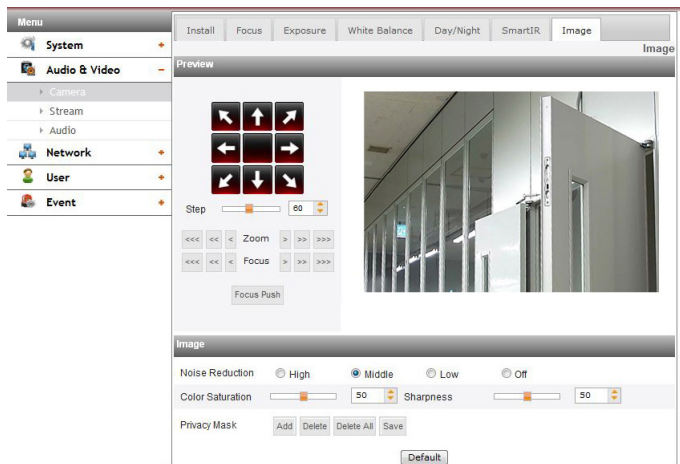 Menu
System +
Audio & Video -
Camera
Stream
Audio
Network +
User +
Event +
Install Focus Exposure White Balance Day/Night SmartIR Image
Image
Preview
Step 60
<<< << < Zoom > >> >>>
<<< << < Focus > >> >>>
Focus Push
Image
Noise Reduction High Middle Low Off
Color Saturation 50 Sharpness 50
Privacy Mask Add Delete Delete All Save
Default